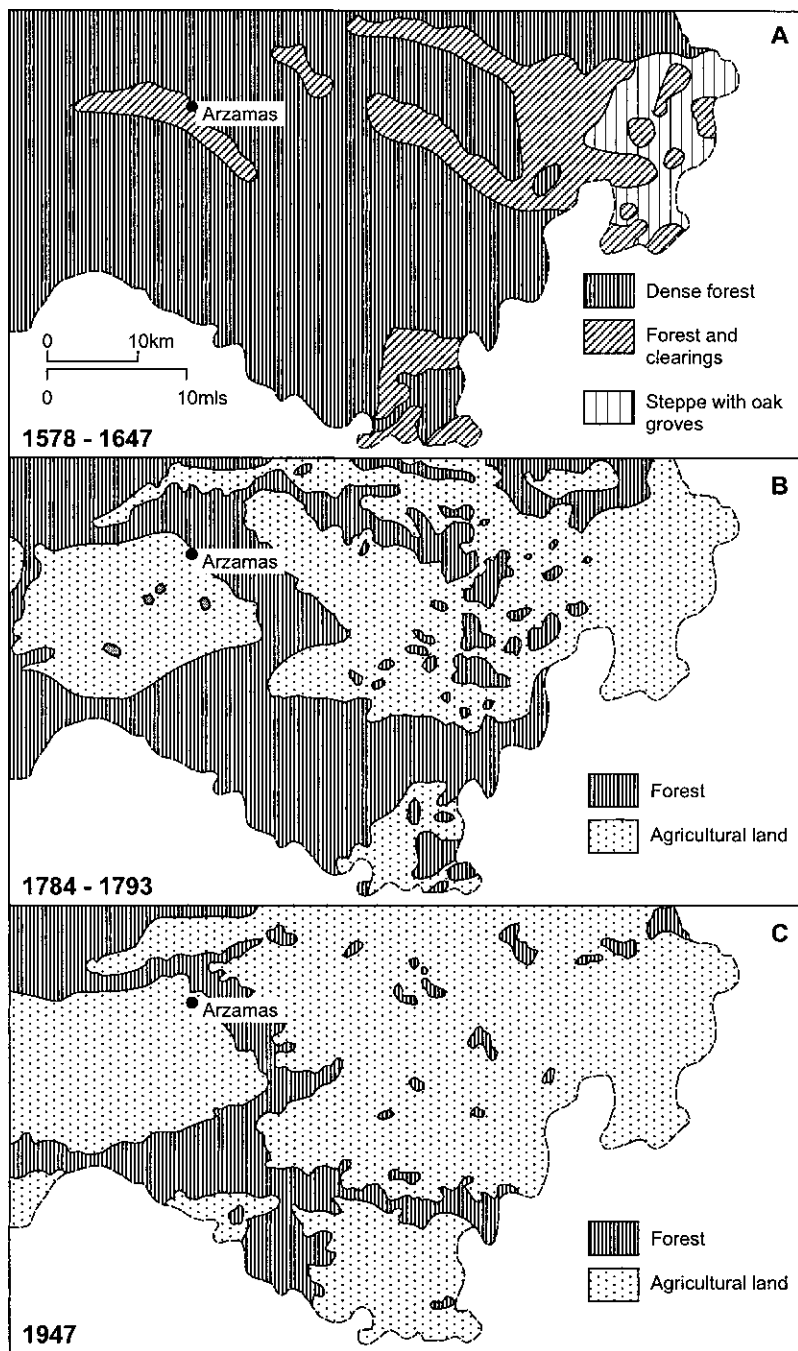 A
Arzamas
Dense forest
0 10km
Forest and
clearings
0 10mls
Steppe with oak
groves
1578 - 1647
B
Arzamas
Forest
Agricultural land
1784 - 1793
C
Arzamas
Forest
Agricultural land
1947